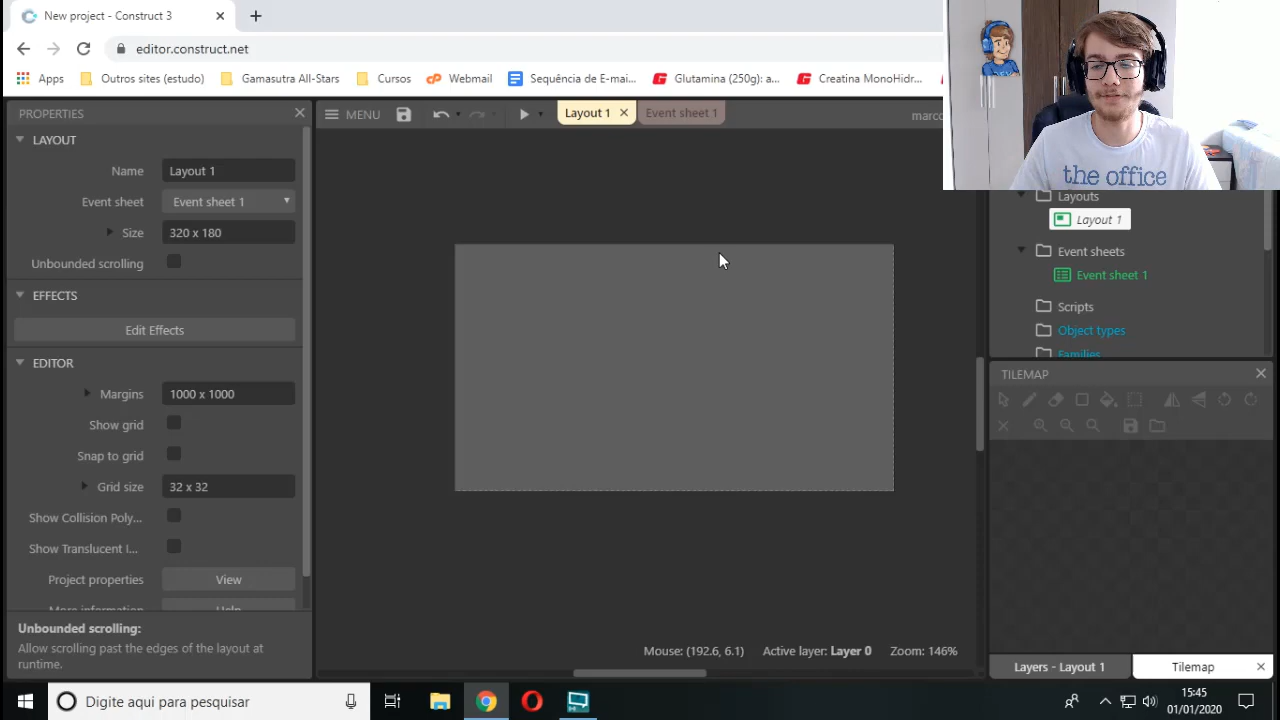 New project - Construct 3
editor.construct.net
Apps
Outros sites (estudo)
Gamasutra All-Stars
Cursos
Webmail
Sequência de E-mai...
Glutamina (250g): a...
Creatina MonoHidr...
PROPERTIES
MENU
Layout 1
Event sheet 1
marco
the office
LAYOUT
Name
Layout 1
Event sheet
Event sheet 1
Size
320 x 180
Unbounded scrolling
EFFECTS
Edit Effects
EDITOR
Margins
1000 x 1000
Show grid
Snap to grid
Grid size
32 x 32
Show Collision Poly...
Show Translucent I...
Project properties
View
More information
Help
Unbounded scrolling:
Allow scrolling past the edges of the layout at
runtime.
Mouse: (192.6, 6.1)
Active layer: Layer 0
Zoom: 146%
Layouts
Layout 1
Event sheets
Event sheet 1
Scripts
Object types
Families
TILEMAP
Layers - Layout 1
Tilemap
Digite aqui para pesquisar
15:45
01/01/2020